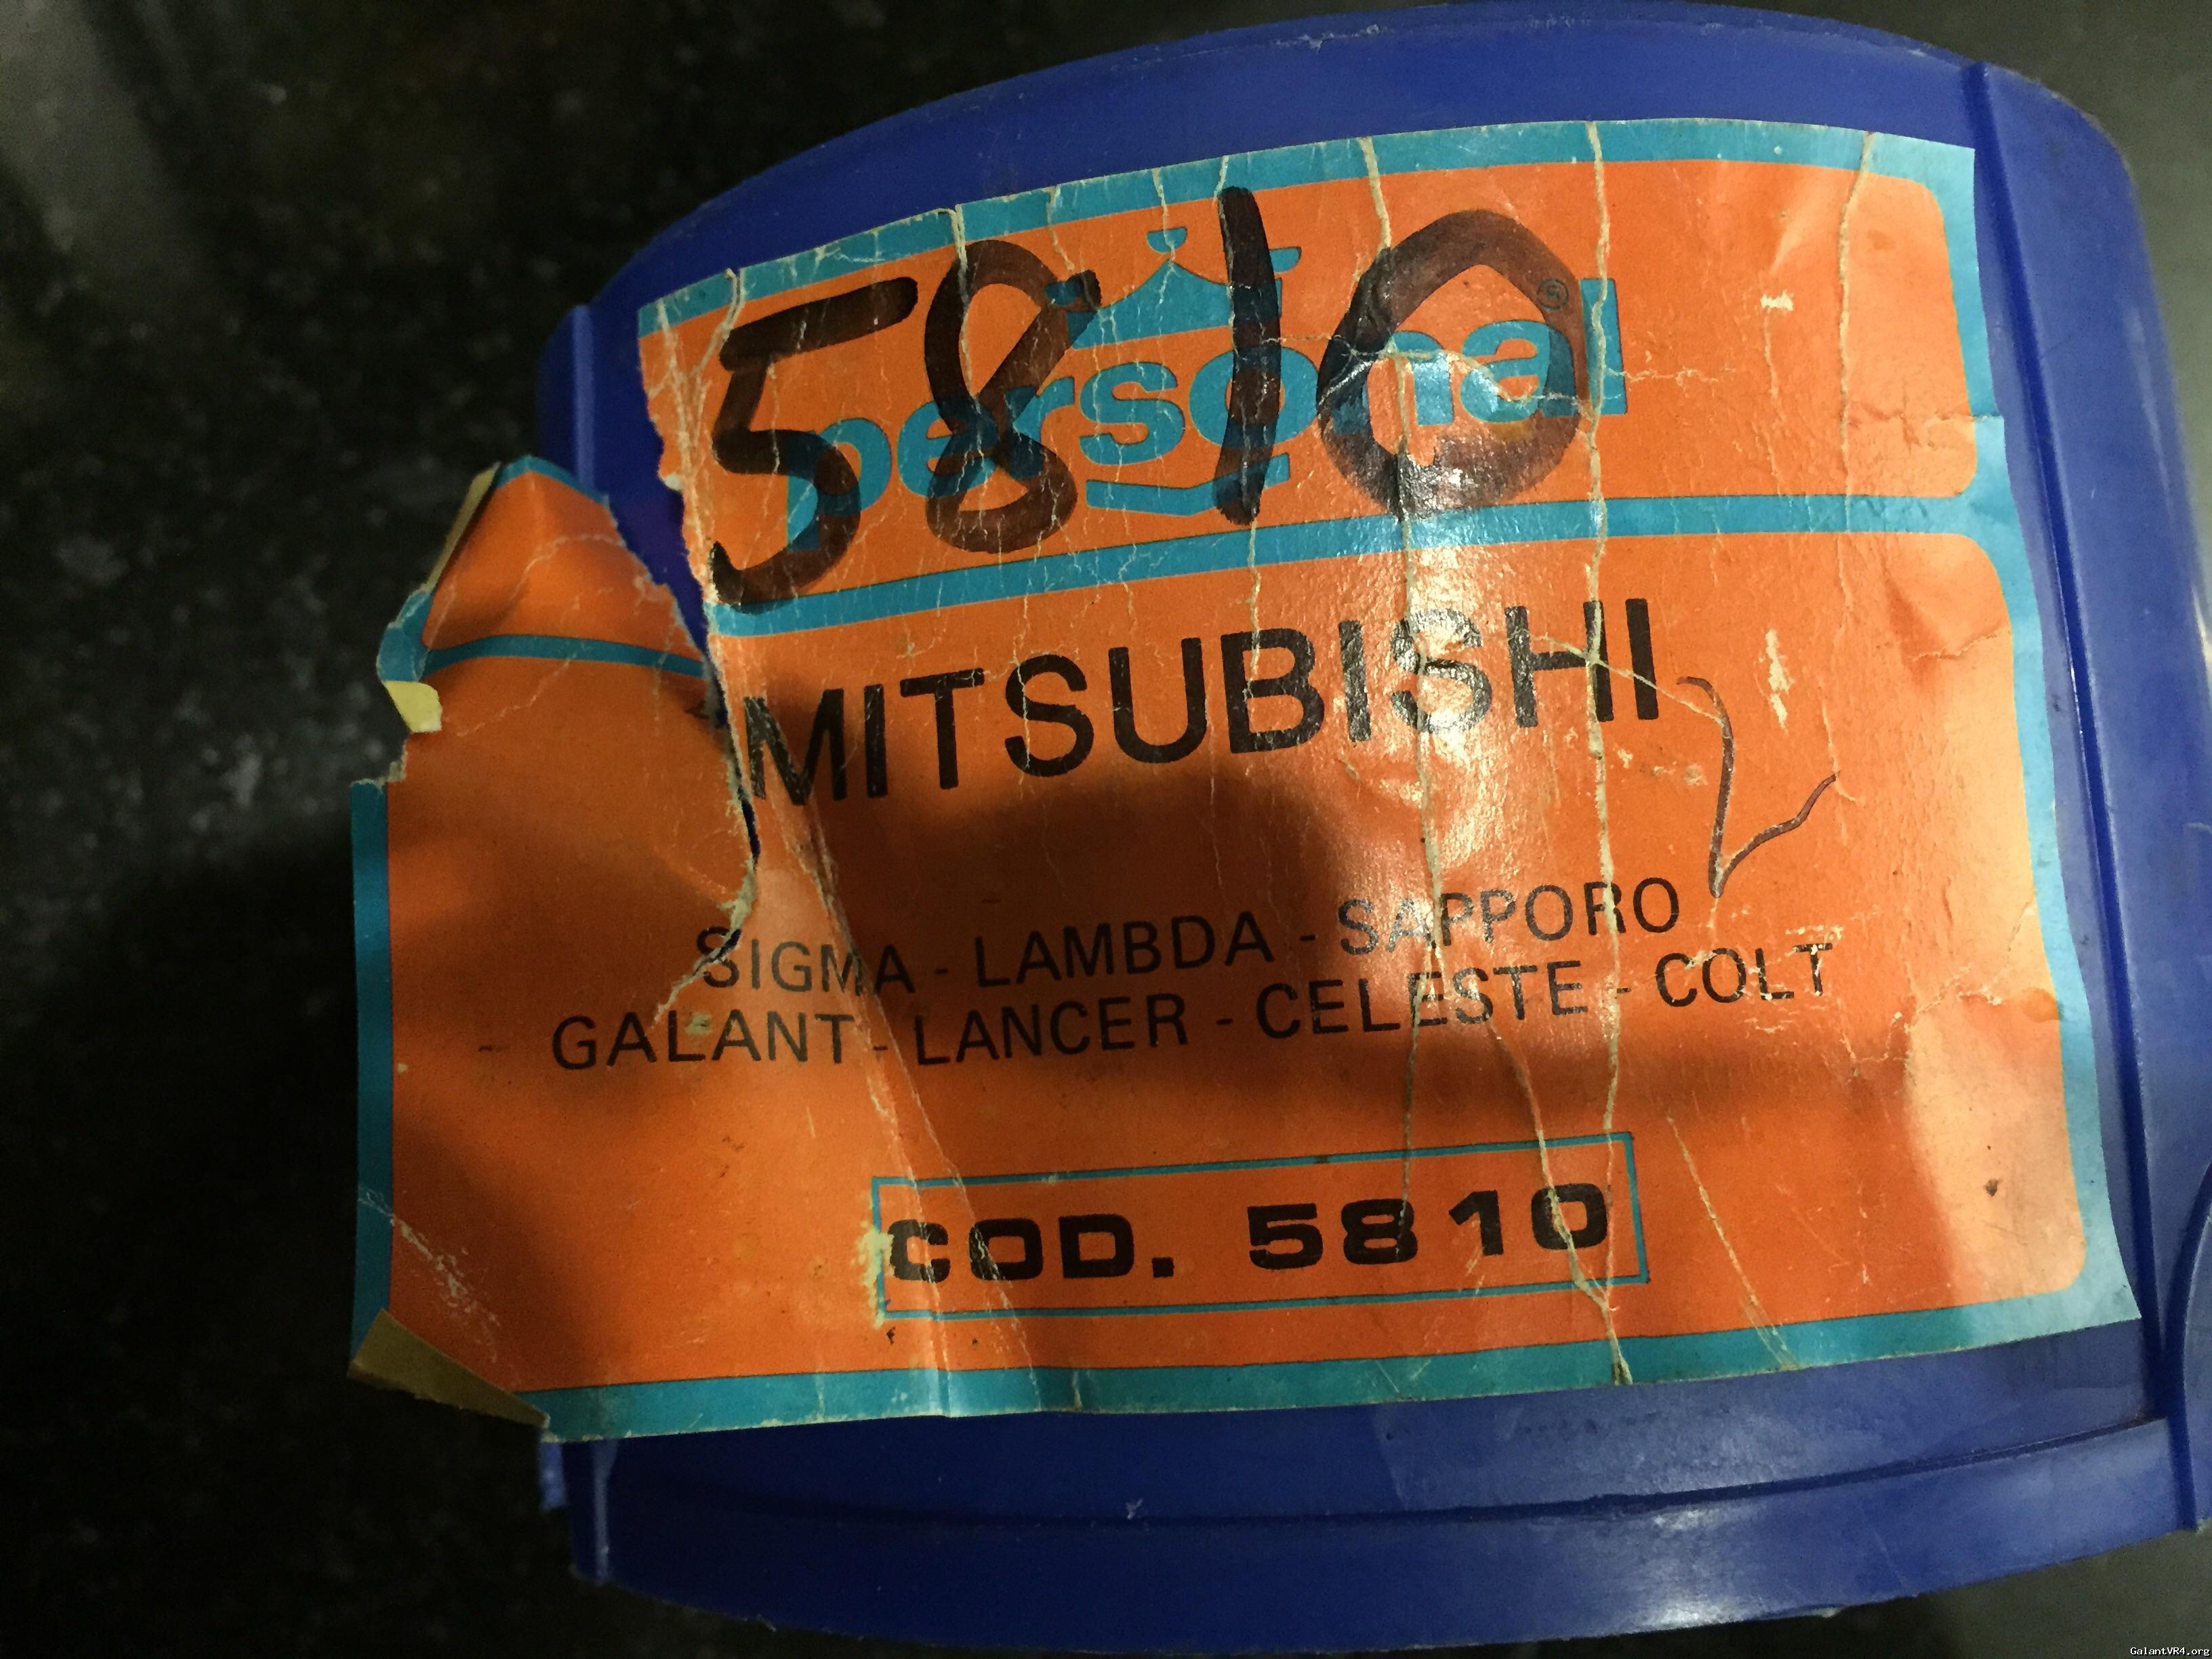 5810
personal®
MITSUBISHI
SIGMA - LAMBDA - SAPPORO
GALANT - LANCER - CELESTE - COLT
COD. 5810
GalantVR4.org